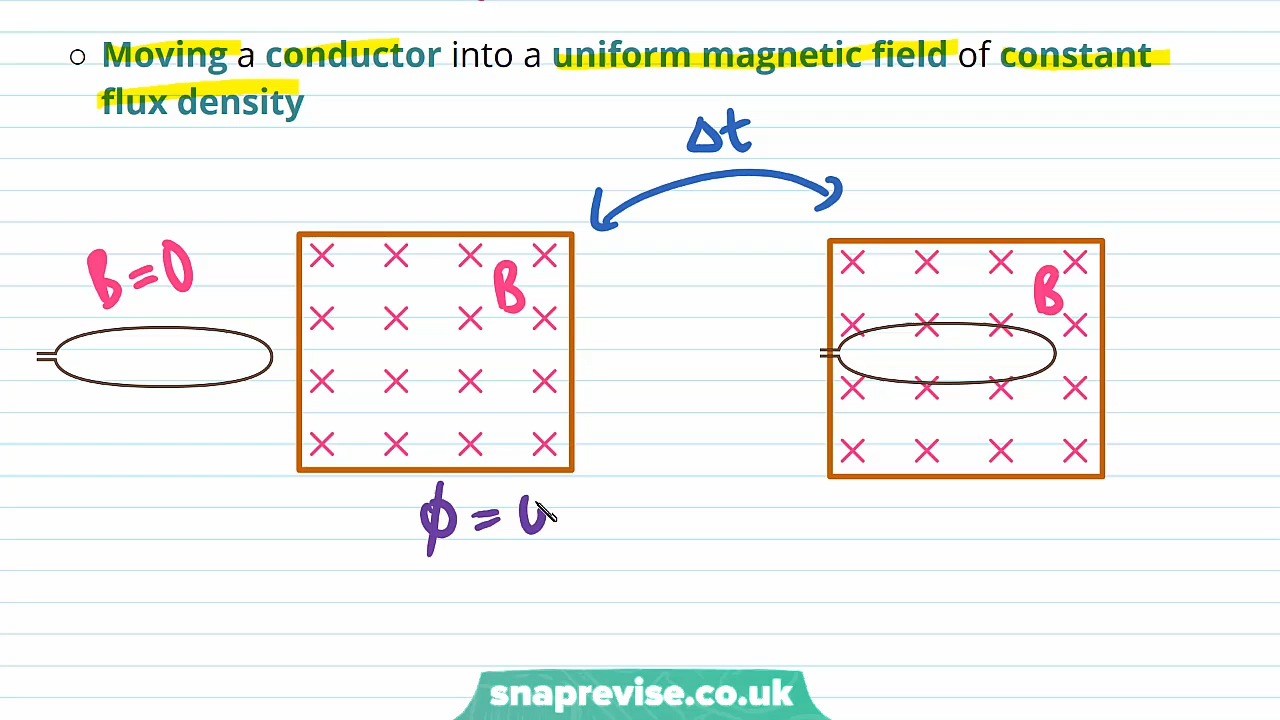 ○ Moving a conductor into a uniform magnetic field of constant
flux density
Δt
B=0
B
B
ϕ =
snaprevise.co.uk